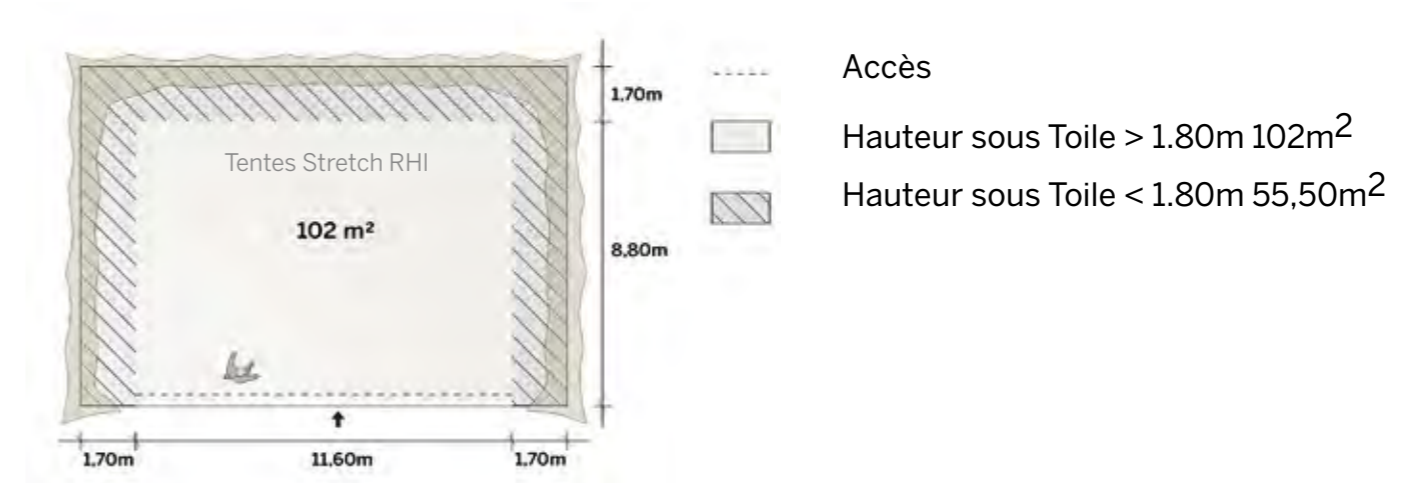 1,70m
Tentes Stretch RHI
102 m²
8,80m
1,70m
11,60m
1,70m
Accès
Hauteur sous Toile > 1.80m 102m2
Hauteur sous Toile < 1.80m 55,50m2